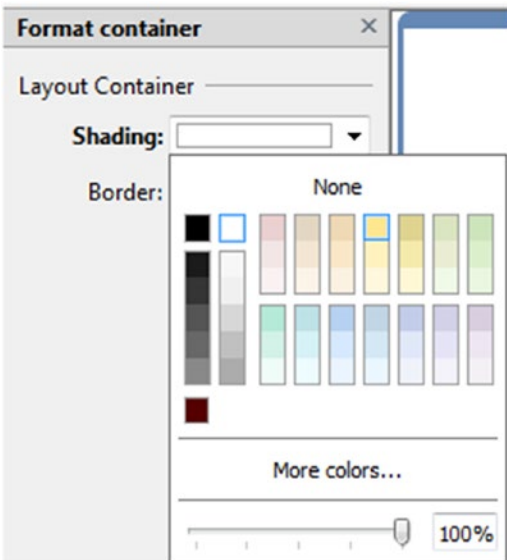 Format container
Layout Container
Shading:
Border:
None
More colors...
100%